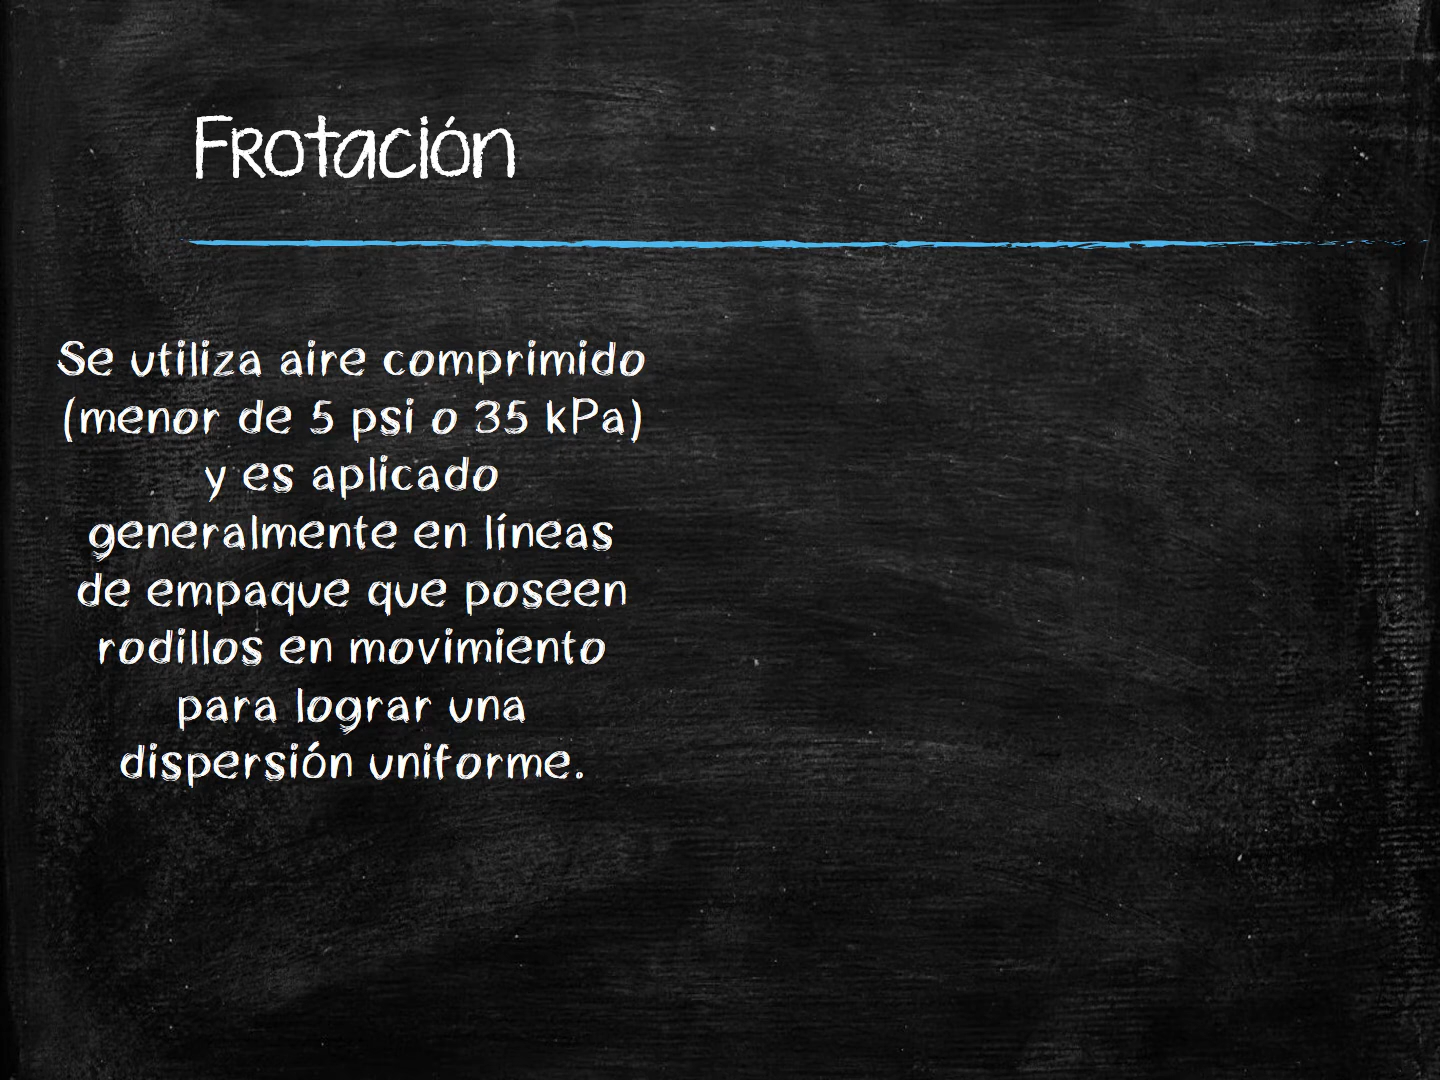 Frotación
Se utiliza aire comprimido
(menor de 5 psi o 35 kPa)
y es aplicado
generalmente en líneas
de empaque que poseen
rodillos en movimiento
para lograr una
dispersión uniforme.